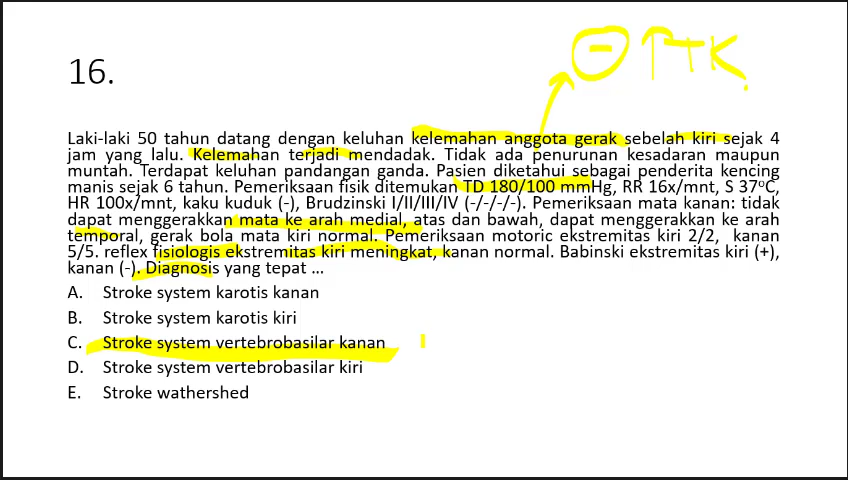 ⊖ ↑TK
16.
Laki-laki 50 tahun datang dengan keluhan kelemahan anggota gerak sebelah kiri sejak 4
jam yang lalu. Kelemahan terjadi mendadak. Tidak ada penurunan kesadaran maupun
muntah. Terdapat keluhan pandangan ganda. Pasien diketahui sebagai penderita kencing
manis sejak 6 tahun. Pemeriksaan fisik ditemukan TD 180/100 mmHg, RR 16x/mnt, S 37ºC,
HR 100x/mnt, kaku kuduk (-), Brudzinski I/II/III/IV (-/-/-/-). Pemeriksaan mata kanan: tidak
dapat menggerakkan mata ke arah medial, atas dan bawah, dapat menggerakkan ke arah
temporal, gerak bola mata kiri normal. Pemeriksaan motoric ekstremitas kiri 2/2, kanan
5/5. reflex fisiologis ekstremitas kiri meningkat, kanan normal. Babinski ekstremitas kiri (+),
kanan (-). Diagnosis yang tepat ...
A. Stroke system karotis kanan
B. Stroke system karotis kiri
C. Stroke system vertebrobasilar kanan
D. Stroke system vertebrobasilar kiri
E. Stroke wathershed